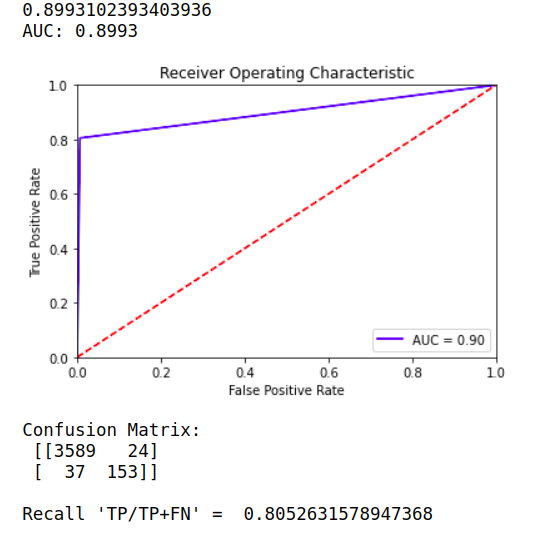 0.8993102393403936
AUC: 0.8993
Receiver Operating Characteristic
1.0
0.8
0.6
0.4
0.2
0.0
True Positive Rate
AUC = 0.90
0.0 0.2 0.4 0.6 0.8 1.0
False Positive Rate
Confusion Matrix:
[[3589 24]
[ 37 153]]
Recall 'TP/TP+FN' = 0.8052631578947368